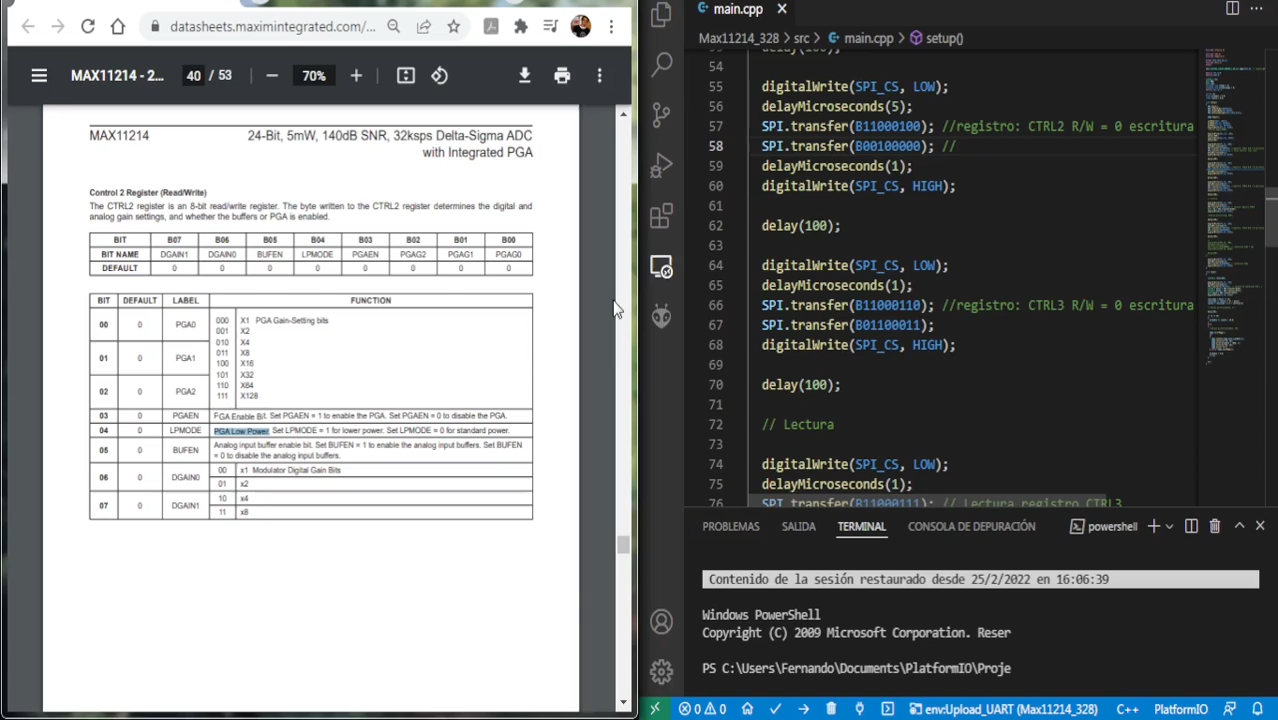 datasheets.maximintegrated.com/...
MAX11214 - 2...
40 / 53
70%
MAX11214
24-Bit, 5mW, 140dB SNR, 32ksps Delta-Sigma ADC
with Integrated PGA
Control 2 Register (Read/Write)
The CTRL2 register is an 8-bit read/write register. The byte written to the CTRL2 register determines the digital and
analog gain settings, and whether the buffers or PGA is enabled.
BIT B07 B06 B05 B04 B03 B02 B01 B00
BIT NAME DGAIN1 DGAIN0 BUFEN LPMODE PGAEN PGAG2 PGAG1 PGAG0
DEFAULT 0 0 0 0 0 0 0 0
BIT DEFAULT LABEL FUNCTION
00 0 PGA0
000 X1 PGA Gain-Setting bits
001 X2
010 X4
011 X8
100 X16
101 X32
110 X64
111 X128
01 0 PGA1
02 0 PGA2
03 0 PGAEN PGA Enable Bit. Set PGAEN = 1 to enable the PGA. Set PGAEN = 0 to disable the PGA.
04 0 LPMODE PGA Low Power. Set LPMODE = 1 for lower power. Set LPMODE = 0 for standard power.
05 0 BUFEN Analog input buffer enable bit. Set BUFEN = 1 to enable the analog input buffers. Set BUFEN
= 0 to disable the analog input buffers.
06 0 DGAIN0 00 x1 Modulator Digital Gain Bits
01 x2
07 0 DGAIN1 10 x4
11 x8
main.cpp
Max11214_328 > src > main.cpp > setup()
53 delay(100);
54
55 digitalWrite(SPI_CS, LOW);
56 delayMicroseconds(5);
57 SPI.transfer(B11000100); //registro: CTRL2 R/W = 0 escritura
58 SPI.transfer(B00100000); //
59 delayMicroseconds(1);
60 digitalWrite(SPI_CS, HIGH);
61
62 delay(100);
63
64 digitalWrite(SPI_CS, LOW);
65 delayMicroseconds(1);
66 SPI.transfer(B11000110); //registro: CTRL3 R/W = 0 escritura
67 SPI.transfer(B01100011);
68 digitalWrite(SPI_CS, HIGH);
69
70 delay(100);
71
72 // Lectura
73
74 digitalWrite(SPI_CS, LOW);
75 delayMicroseconds(1);
76 SPI.transfer(B11000111); // Lectura registro CTRL3
PROBLEMAS SALIDA TERMINAL CONSOLA DE DEPURACIÓN powershell
Contenido de la sesión restaurado desde 25/2/2022 en 16:06:39
Windows PowerShell
Copyright (C) 2009 Microsoft Corporation. Reser
PS C:\Users\Fernando\Documents\PlatformIO\Proje
0 0 env:Upload_UART (Max11214_328) C++ PlatformIO